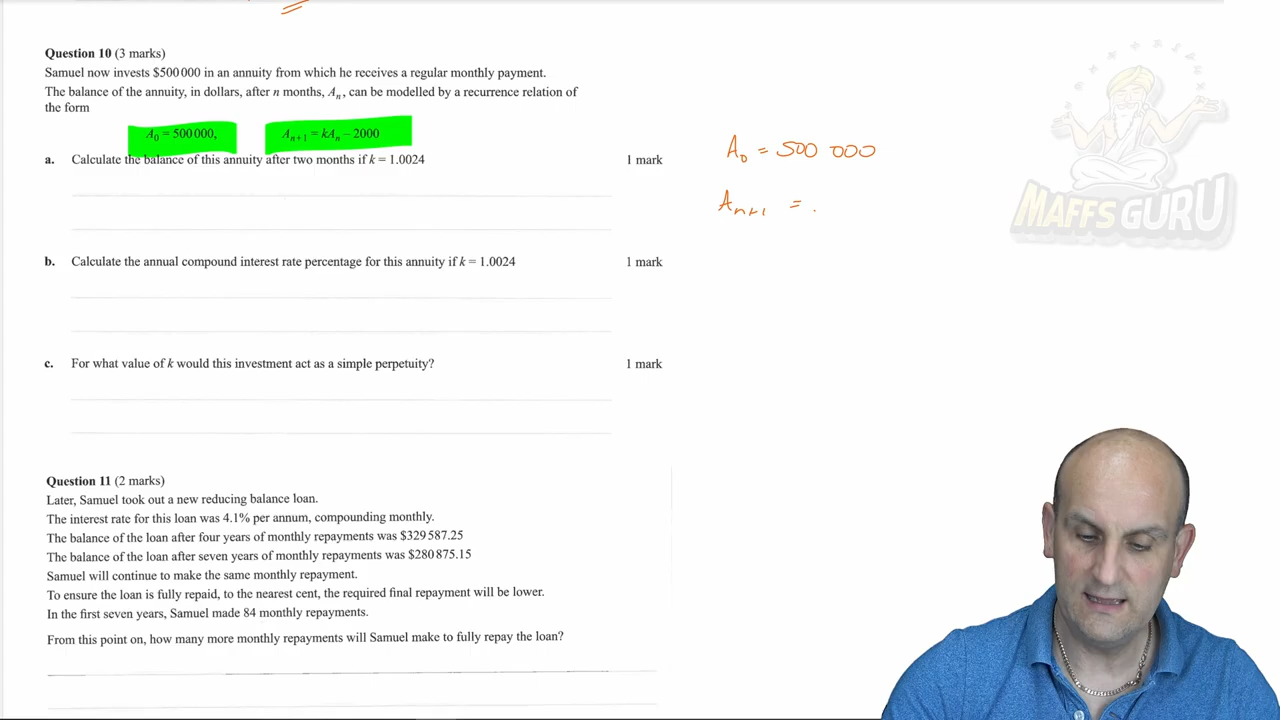 Question 10 (3 marks)
Samuel now invests $500 000 in an annuity from which he receives a regular monthly payment.
The balance of the annuity, in dollars, after n months, Aₙ, can be modelled by a recurrence relation of
the form
A₀ = 500 000, Aₙ₊₁ = kAₙ – 2000
a. Calculate the balance of this annuity after two months if k = 1.0024 1 mark
b. Calculate the annual compound interest rate percentage for this annuity if k = 1.0024 1 mark
c. For what value of k would this investment act as a simple perpetuity? 1 mark
Question 11 (2 marks)
Later, Samuel took out a new reducing balance loan.
The interest rate for this loan was 4.1% per annum, compounding monthly.
The balance of the loan after four years of monthly repayments was $329 587.25
The balance of the loan after seven years of monthly repayments was $280 875.15
Samuel will continue to make the same monthly repayment.
To ensure the loan is fully repaid, to the nearest cent, the required final repayment will be lower.
In the first seven years, Samuel made 84 monthly repayments.
From this point on, how many more monthly repayments will Samuel make to fully repay the loan?
A₀ = 500 000
Aₙ₊₁ = .
MAFFS GURU